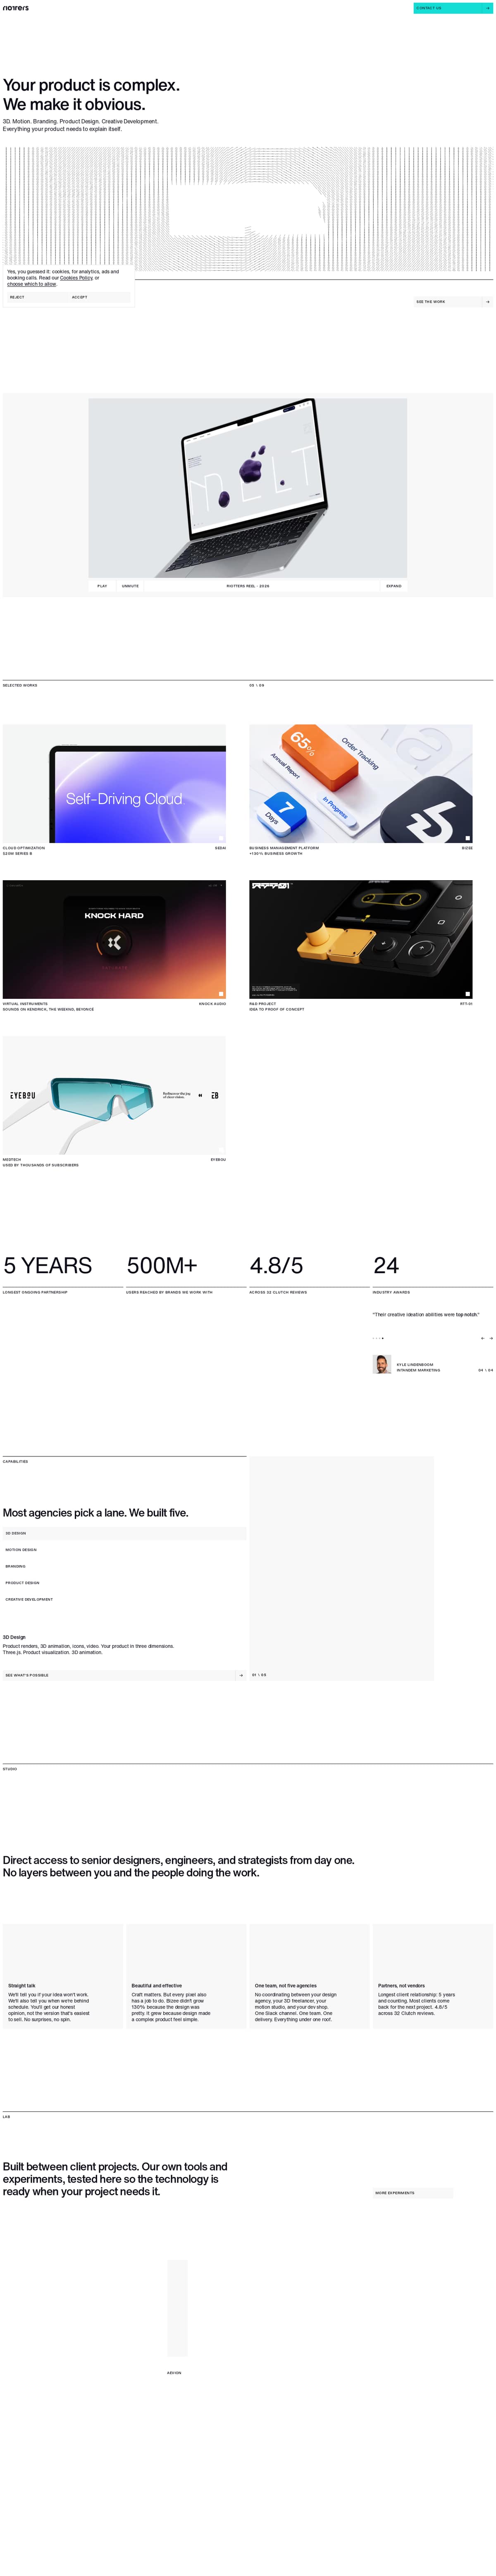 CONTACT US
Your product is complex.
We make it obvious.
3D. Motion. Branding. Product Design. Creative Development.
Everything your product needs to explain itself.
Yes, you guessed it: cookies, for analytics, ads and
booking calls. Read our Cookies Policy, or
choose which to allow.
REJECT
ACCEPT
SEE THE WORK
PLAY
UNMUTE
EXPAND
SELECTED WORKS
Self-Driving Cloud
65%
Order Tracking
Annual Report
In Progress
7
Days
CLOUD OPTIMIZATION
SEDAI
BUSINESS MANAGEMENT PLATFORM
BIZEE
+130% BUSINESS GROWTH
KNOCK HARD
VIRTUAL INSTRUMENTS
KNOCK AUDIO
SOUNDS ON KENDRICK, THE WEEKND, BEYONCÉ
R&D PROJECT
IDEA TO PROOF OF CONCEPT
EYEBOU
EB
EYEBOU
USED BY THOUSANDS OF SUBSCRIBERS
5 YEARS
500M+
4.8/5
24
LONGEST ONGOING PARTNERSHIP
USERS REACHED BY BRANDS WE WORK WITH
ACROSS 32 CLUTCH REVIEWS
INDUSTRY AWARDS
"Their creative ideation abilities were top notch."
KYLE LINDENBOOM
INTANDEM MARKETING
CAPABILITIES
Most agencies pick a lane. We built five.
3D DESIGN
MOTION DESIGN
BRANDING
PRODUCT DESIGN
CREATIVE DEVELOPMENT
3D Design
Product renders, 3D animation, icons, video. Your product in three dimensions.
Three.js. Product visualization. 3D animation.
SEE WHAT'S POSSIBLE
STUDIO
Direct access to senior designers, engineers, and strategists from day one.
No layers between you and the people doing the work.
Straight talk
We'll tell you if your idea won't work.
We'll also tell you when we're behind
schedule. You'll get our honest
opinion, not the version that's easiest
to sell. No surprises, no spin.
Beautiful and effective
Craft matters. But every pixel also
has a job to do. Bizee didn't grow
130% because the design was
pretty. It grew because design made
a complex product feel simple.
One team, not five agencies
No coordinating between your design
agency, your 3D freelancer, your
motion studio, and your dev shop.
One Slack channel. One team. One
delivery. Everything under one roof.
Partners, not vendors
Longest client relationship: 5 years
and counting. Most clients come
back for the next project. 4.8/5
across 32 Clutch reviews.
LAB
Built between client projects. Our own tools and
experiments, tested here so the technology is
ready when your project needs it.
MORE EXPERIMENTS